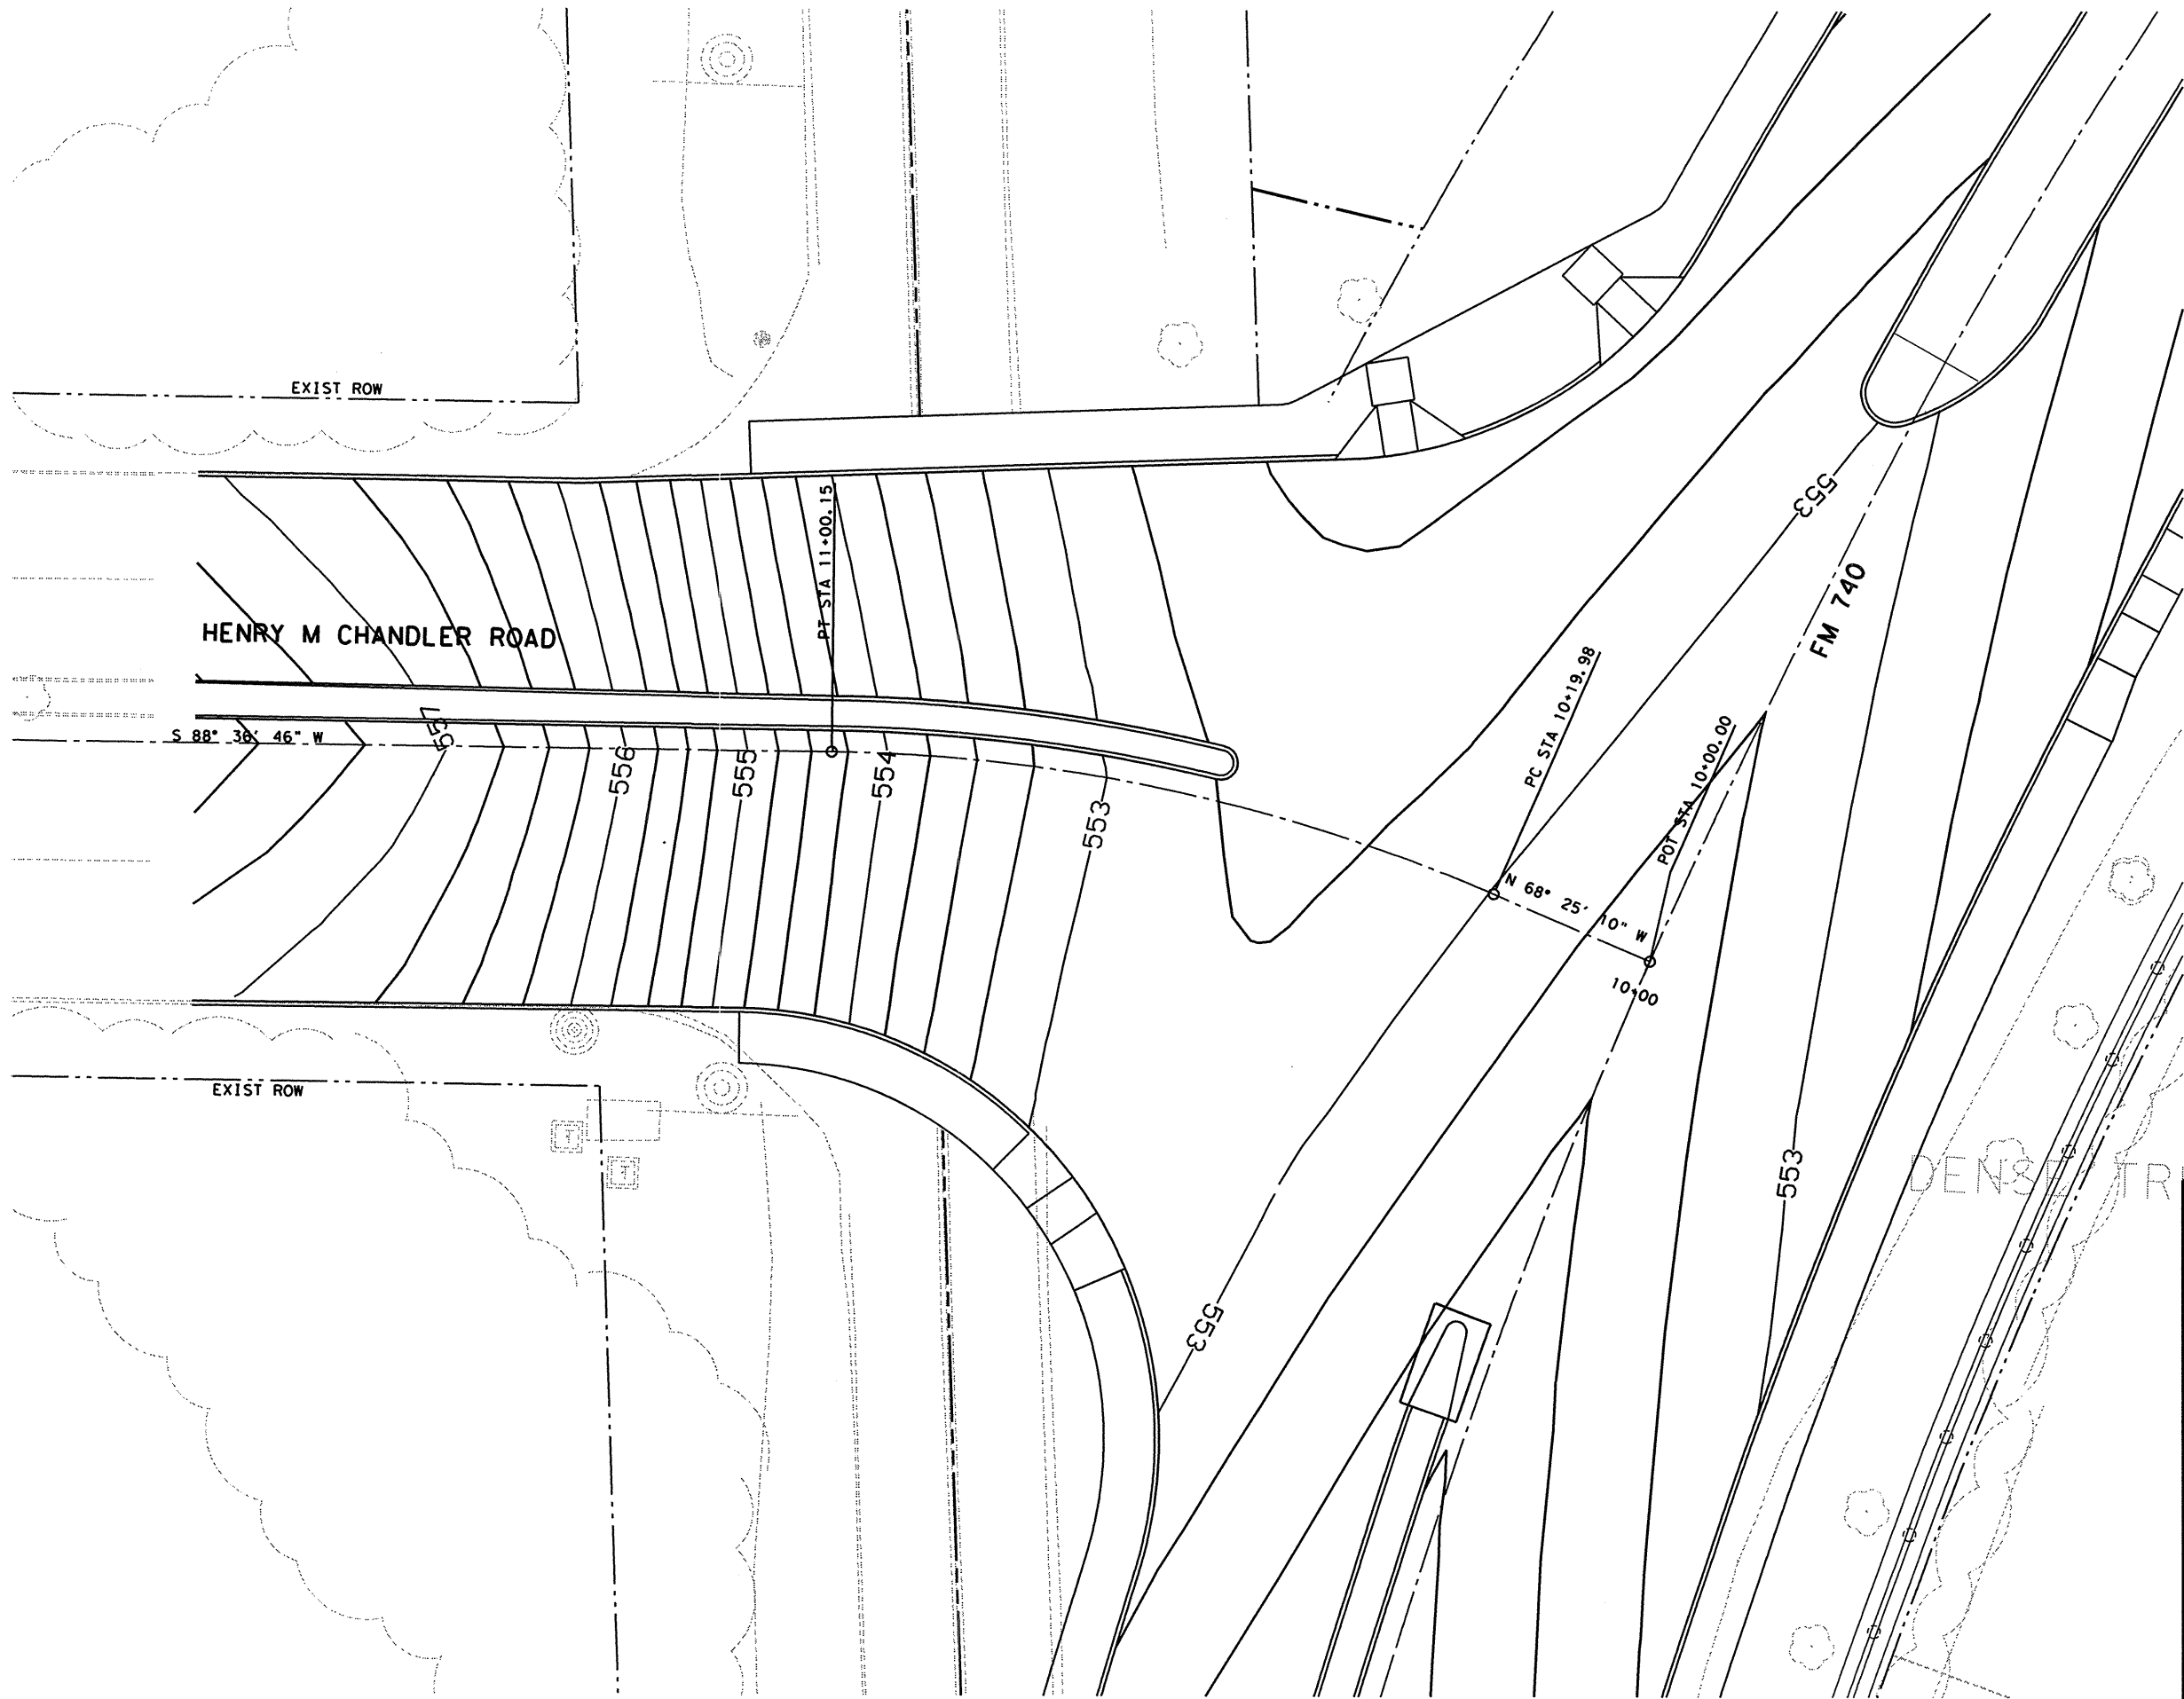 EXIST ROW
PT STA 11+00.15
553
FM 740
HENRY M CHANDLER ROAD
S 88° 36' 46" W
557
556
555
554
553
PC STA 10+19.98
POT STA 10+00.00
N 68° 25' 10" W
10+00
EXIST ROW
T
T
553
DENSE TR
553